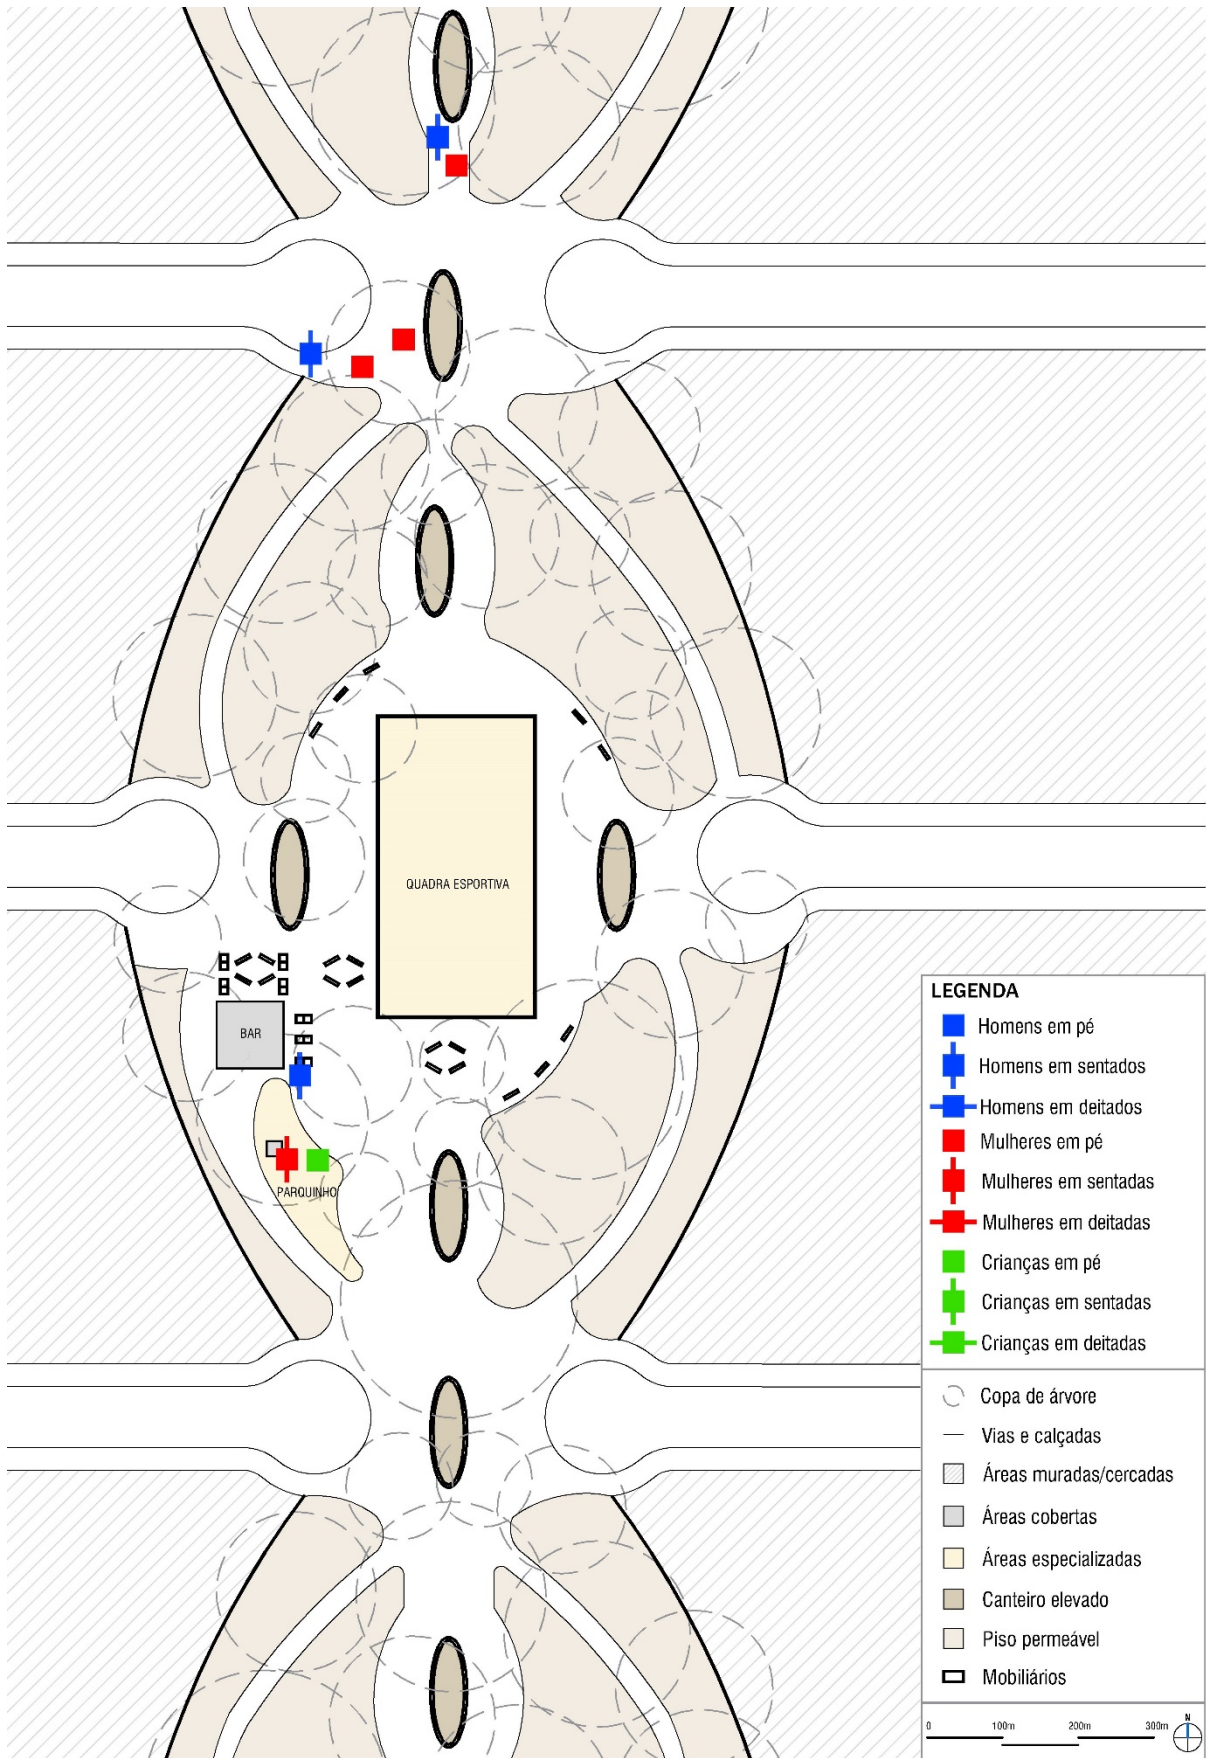 QUADRA ESPORTIVA
BAR
PARQUINHO
LEGENDA
Homens em pé
Homens em sentados
Homens em deitados
Mulheres em pé
Mulheres em sentadas
Mulheres em deitadas
Crianças em pé
Crianças em sentadas
Crianças em deitadas
Copa de árvore
Vias e calçadas
Áreas muradas/cercadas
Áreas cobertas
Áreas especializadas
Canteiro elevado
Piso permeável
Mobiliários
0 100m 200m 300m N